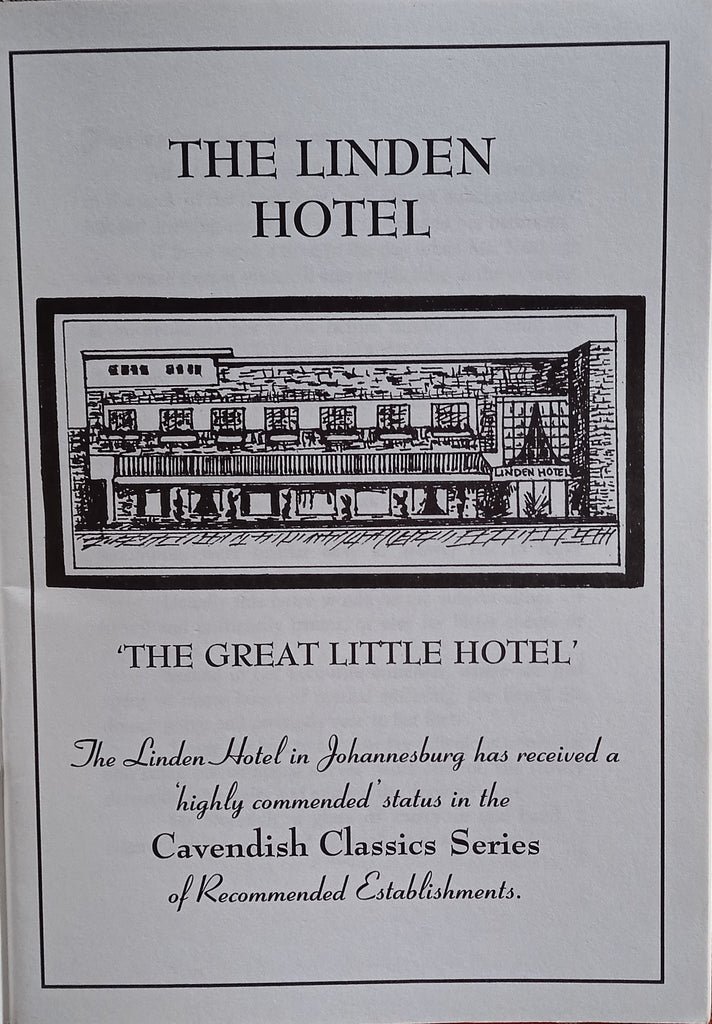 THE LINDEN
HOTEL
LINDEN HOTEL
'THE GREAT LITTLE HOTEL'
The Linden Hotel in Johannesburg has received a
'highly commended' status in the
Cavendish Classics Series
of Recommended Establishments.